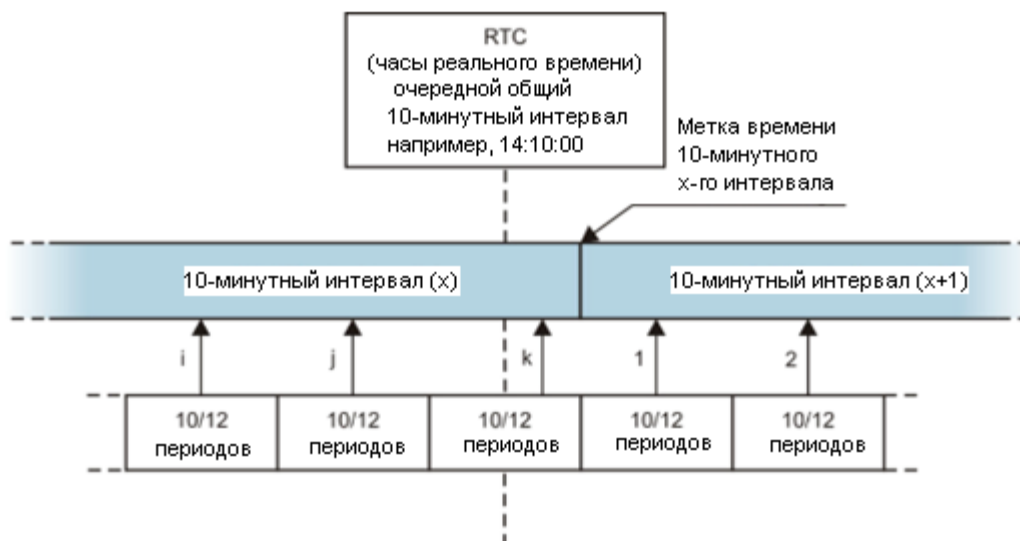 RTC
(часы реального времени)
очередной общий
10-минутный интервал
например, 14:10:00
Метка времени
10-минутного
х-го интервала
10-минутный интервал (x)
10-минутный интервал (x+1)
i
j
k
1
2
10/12
периодов
10/12
периодов
10/12
периодов
10/12
периодов
10/12
периодов